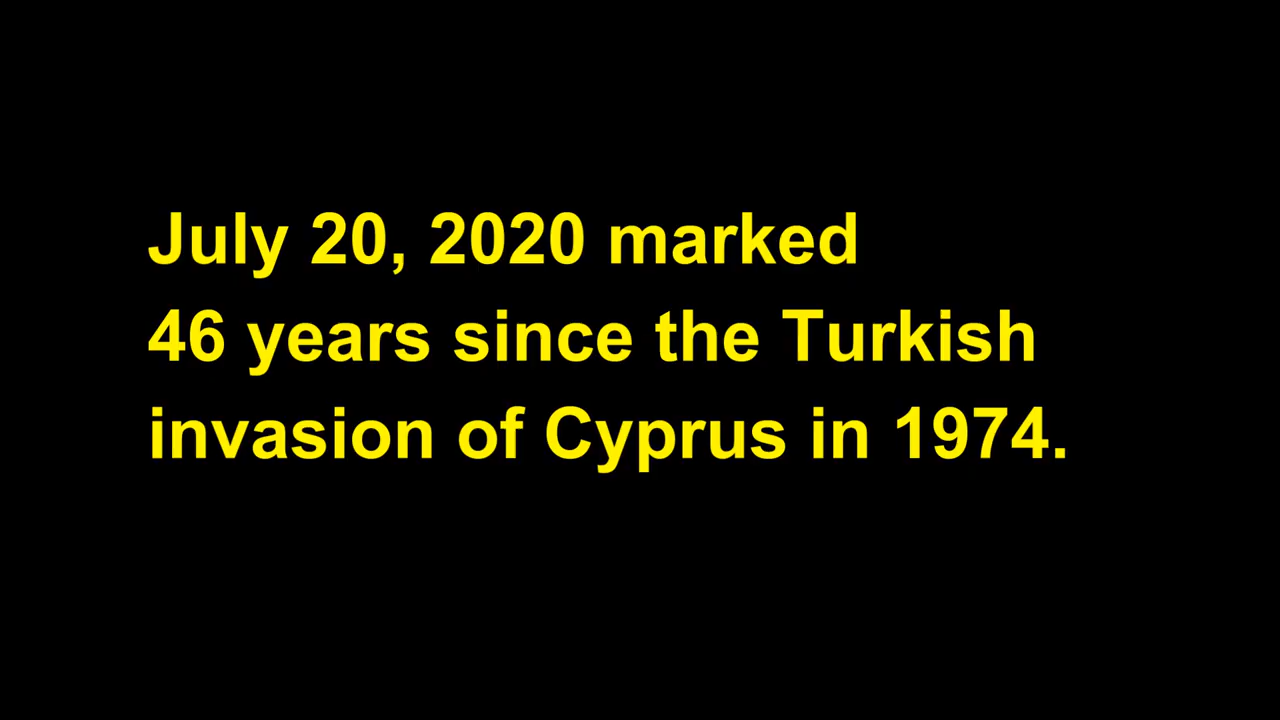 July 20, 2020 marked
46 years since the Turkish
invasion of Cyprus in 1974.